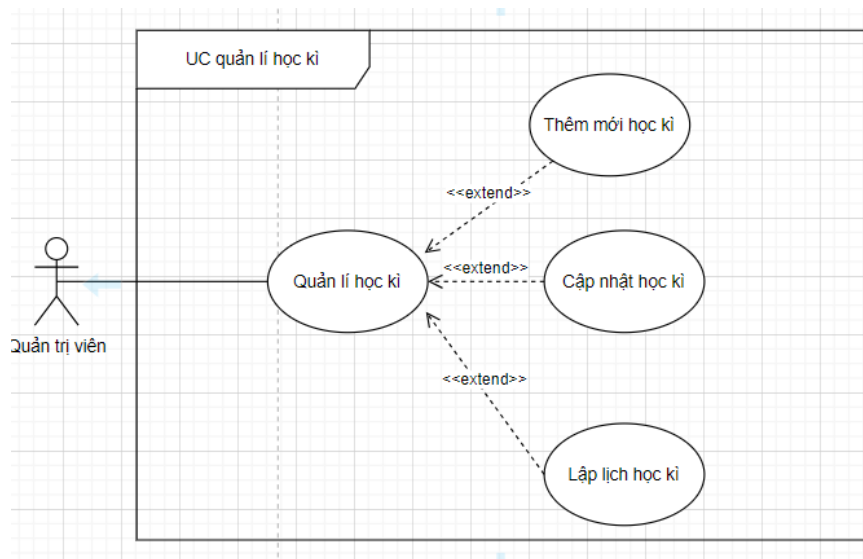 UC quản lí học kì
Thêm mới học kì
<<extend>>
Quản lí học kì
<<extend>>
Cập nhật học kì
Quản trị viên
<<extend>>
Lập lịch học kì